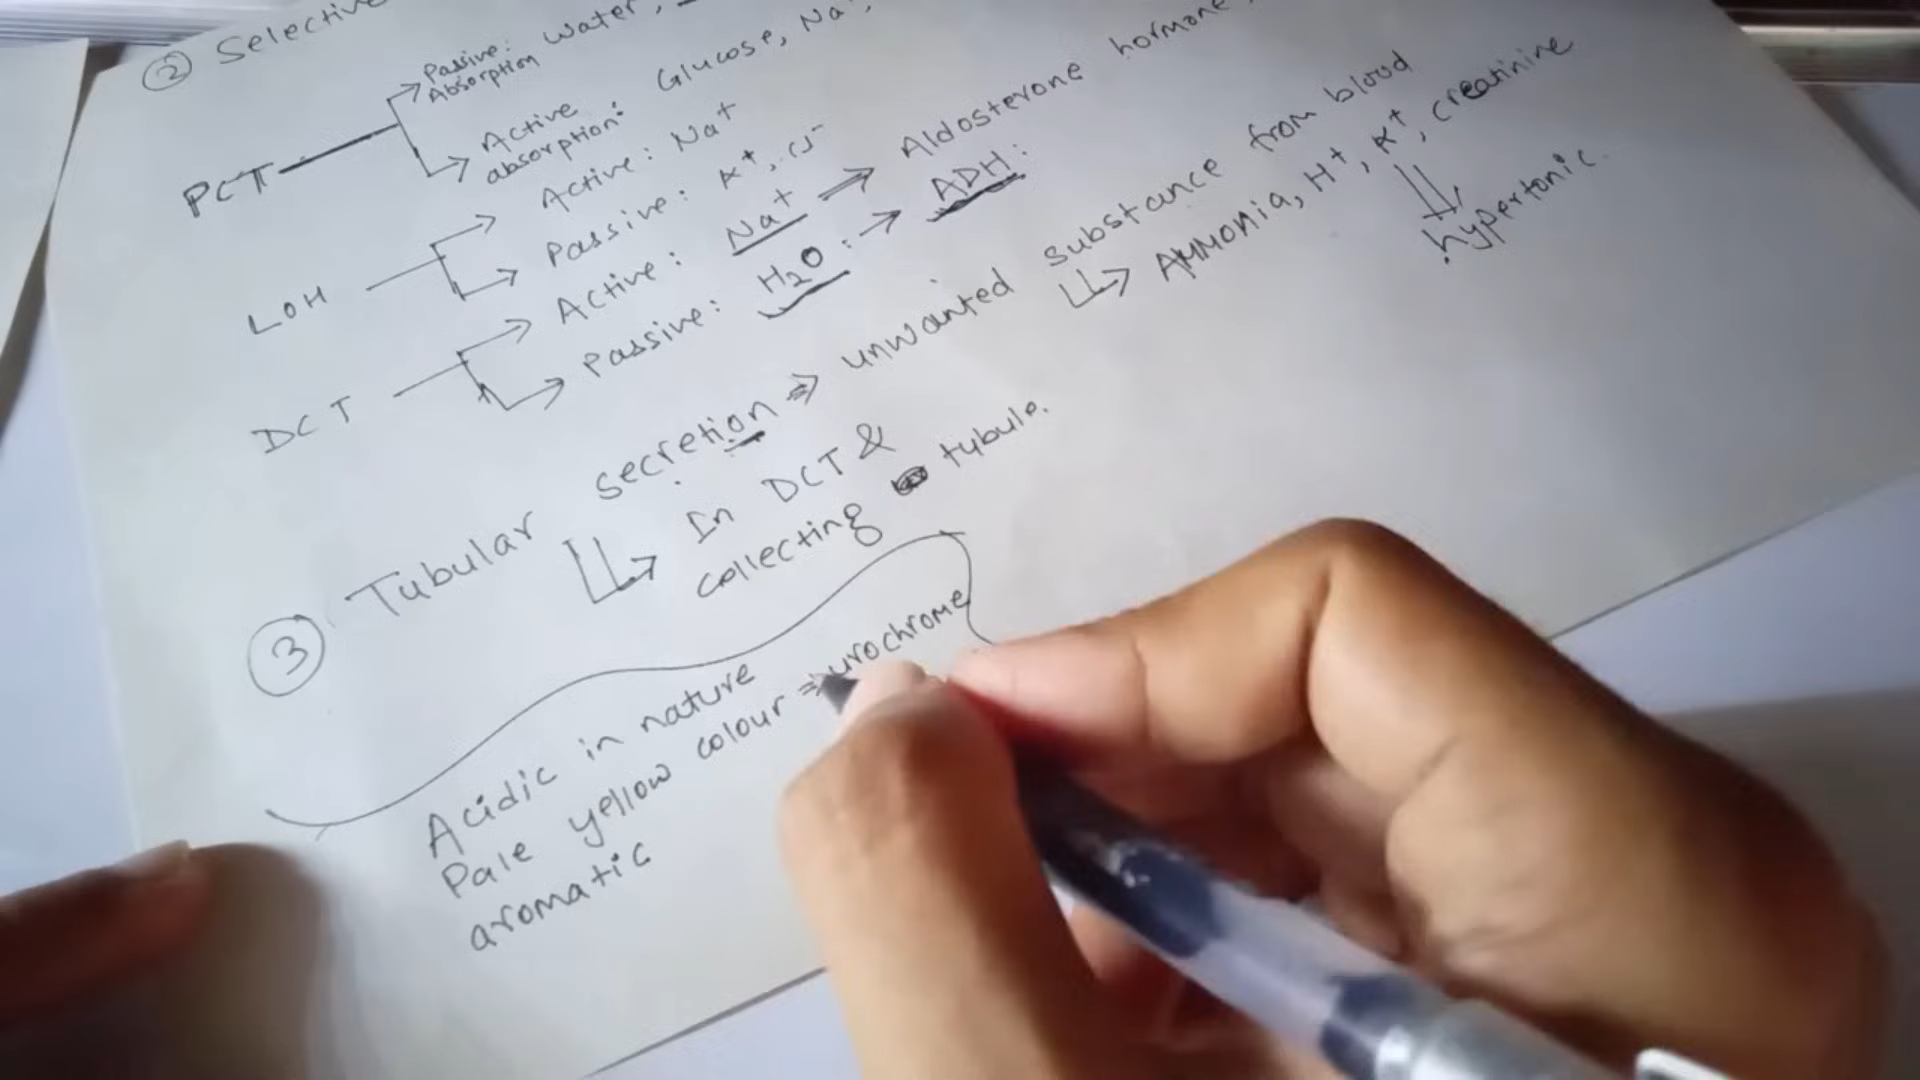 ② Selective
PCT
Passive: Water,
Absorption
Active
absorption: Glucose, Na+,
LOH
Active: Na+
Passive: K+, Cl-
DCT
Active: Na+ ⇒ Aldosterone hormone
Passive: H2O: → ADH:
③ Tubular secretion ⇒ unwanted substance from blood
Ammonia, H+, K+, creatinine
hypertonic.
In DCT &
collecting tubule.
Acidic in nature
Pale yellow colour ⇒ urochrome
aromatic